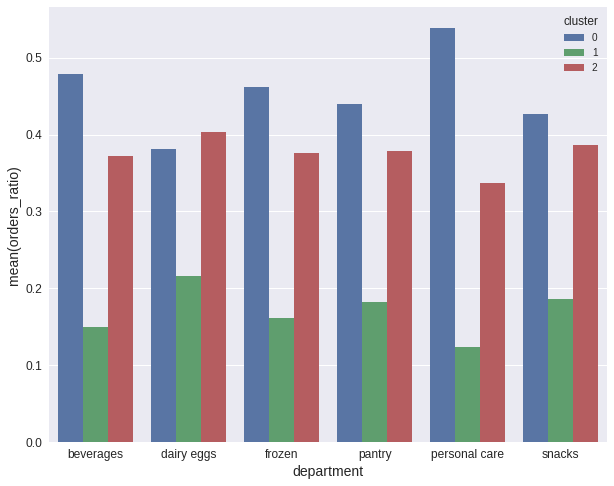 cluster
0
1
2
mean(orders_ratio)
0.5
0.4
0.3
0.2
0.1
0.0
beverages dairy eggs frozen pantry personal care snacks
department